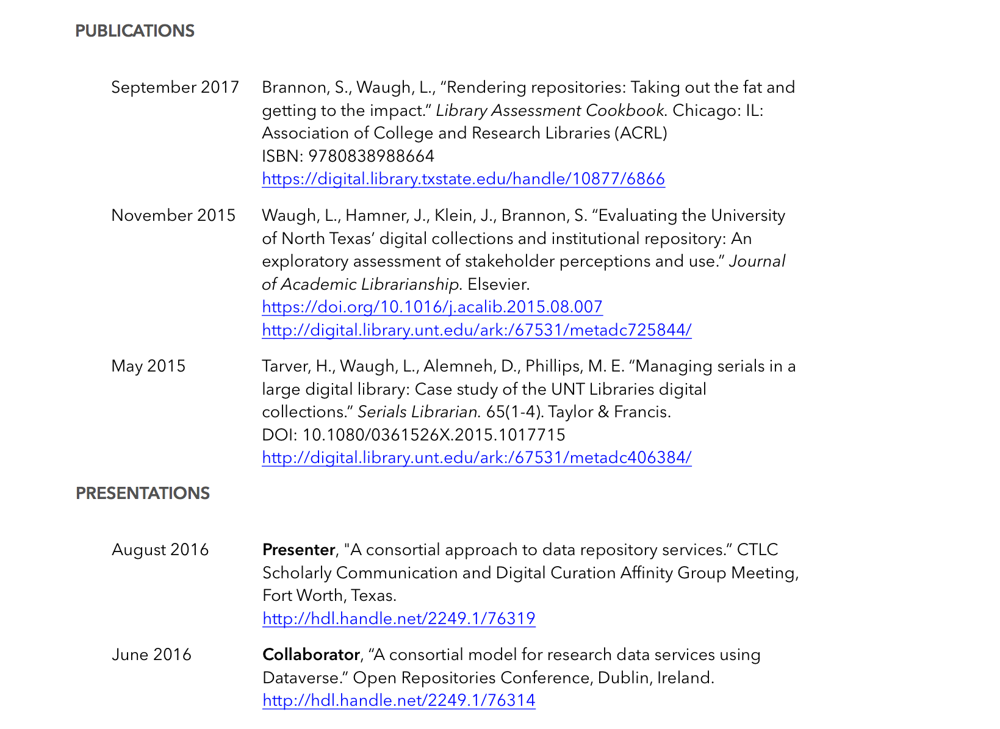 PUBLICATIONS
September 2017 Brannon, S., Waugh, L., “Rendering repositories: Taking out the fat and
getting to the impact.” Library Assessment Cookbook. Chicago: IL:
Association of College and Research Libraries (ACRL)
ISBN: 9780838988664
https://digital.library.txstate.edu/handle/10877/6866
November 2015 Waugh, L., Hamner, J., Klein, J., Brannon, S. “Evaluating the University
of North Texas’ digital collections and institutional repository: An
exploratory assessment of stakeholder perceptions and use.” Journal
of Academic Librarianship. Elsevier.
https://doi.org/10.1016/j.acalib.2015.08.007
http://digital.library.unt.edu/ark:/67531/metadc725844/
May 2015 Tarver, H., Waugh, L., Alemneh, D., Phillips, M. E. “Managing serials in a
large digital library: Case study of the UNT Libraries digital
collections.” Serials Librarian. 65(1-4). Taylor & Francis.
DOI: 10.1080/0361526X.2015.1017715
http://digital.library.unt.edu/ark:/67531/metadc406384/
PRESENTATIONS
August 2016 Presenter, "A consortial approach to data repository services.” CTLC
Scholarly Communication and Digital Curation Affinity Group Meeting,
Fort Worth, Texas.
http://hdl.handle.net/2249.1/76319
June 2016 Collaborator, “A consortial model for research data services using
Dataverse.” Open Repositories Conference, Dublin, Ireland.
http://hdl.handle.net/2249.1/76314